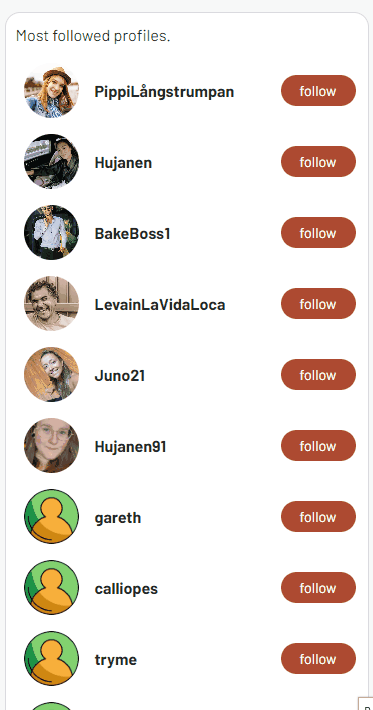 Most followed profiles.
PippiLångstrumpan follow
Hujanen follow
BakeBoss1 follow
LevainLaVidaLoca follow
Juno21 follow
Hujanen91 follow
gareth follow
calliopes follow
tryme follow